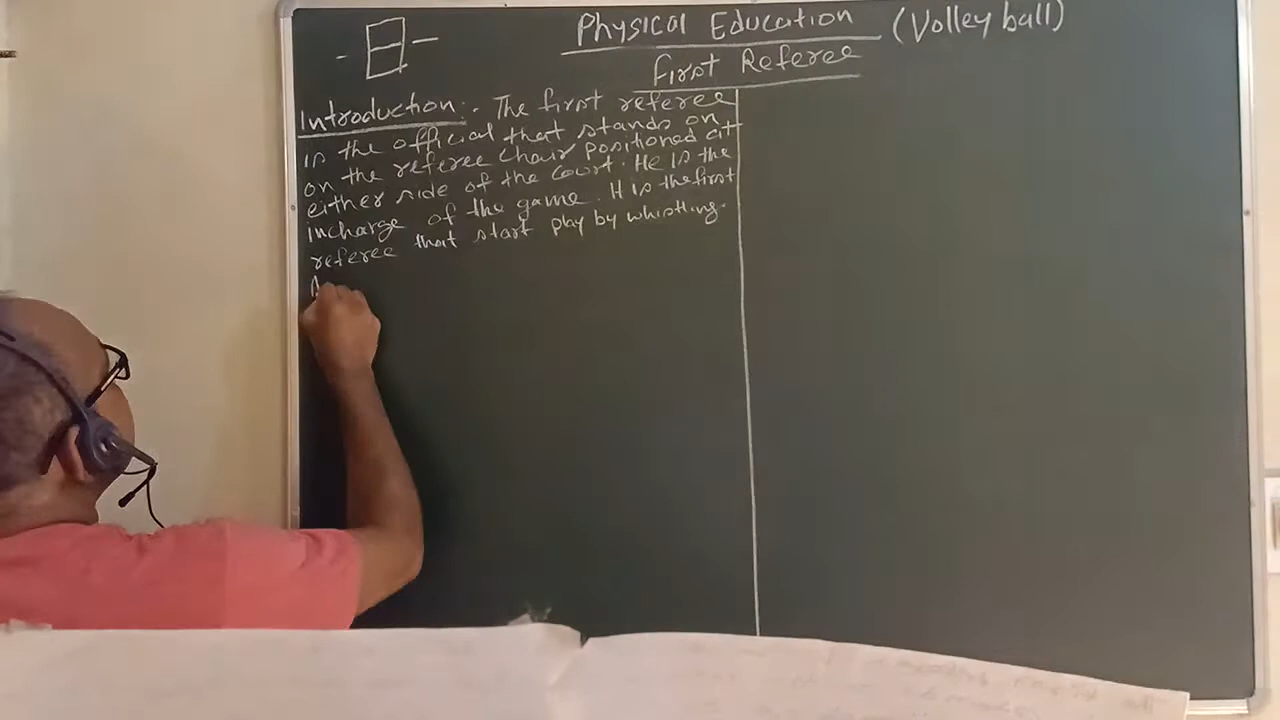 Physical Education (Volley ball)
First Referee
Introduction:- The first referee
is the official that stands on
on the referee chair positioned at
either side of the court. He is the
incharge of the game. H is the first
referee that start play by whistling.